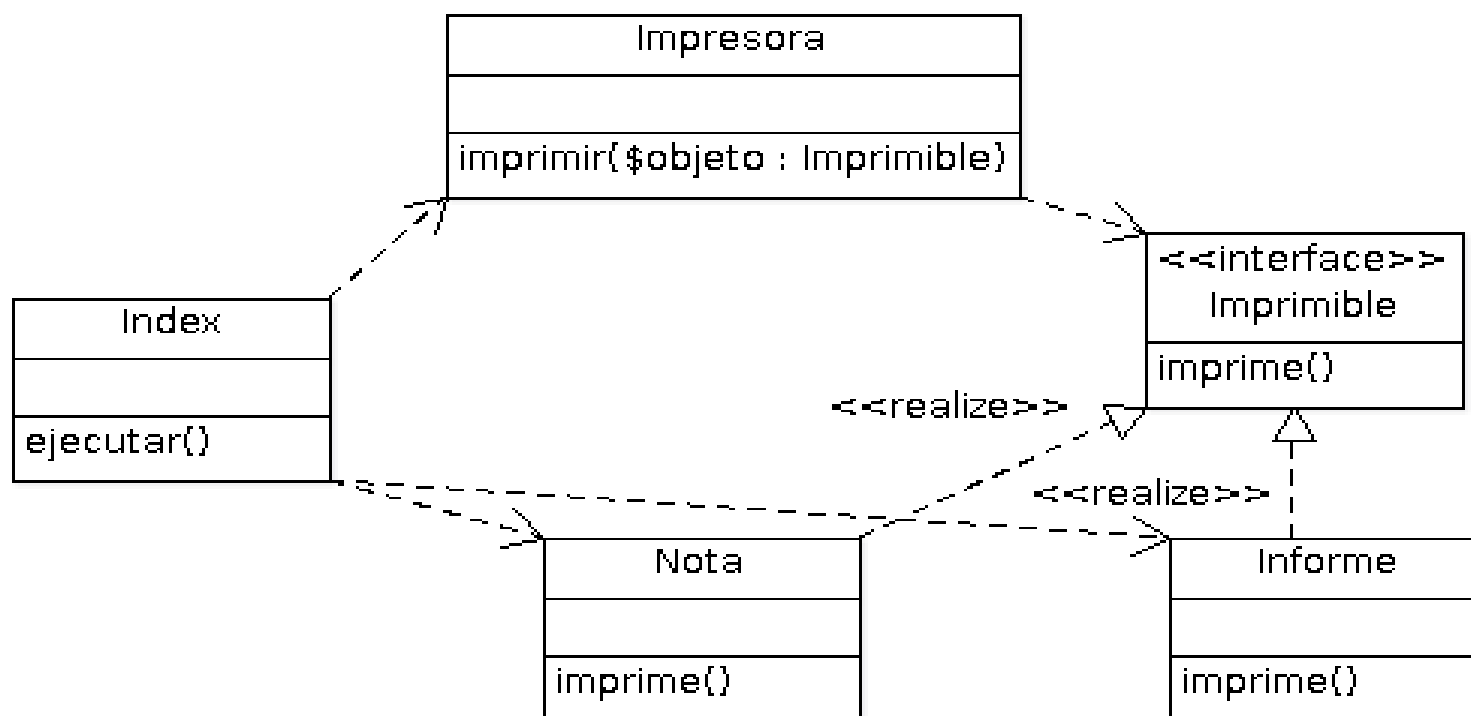 Impresora
imprimir($objeto : Imprimible)
<<interface>>
Imprimible
imprime()
Index
ejecutar()
<<realize>>
<<realize>>
Nota
imprime()
Informe
imprime()